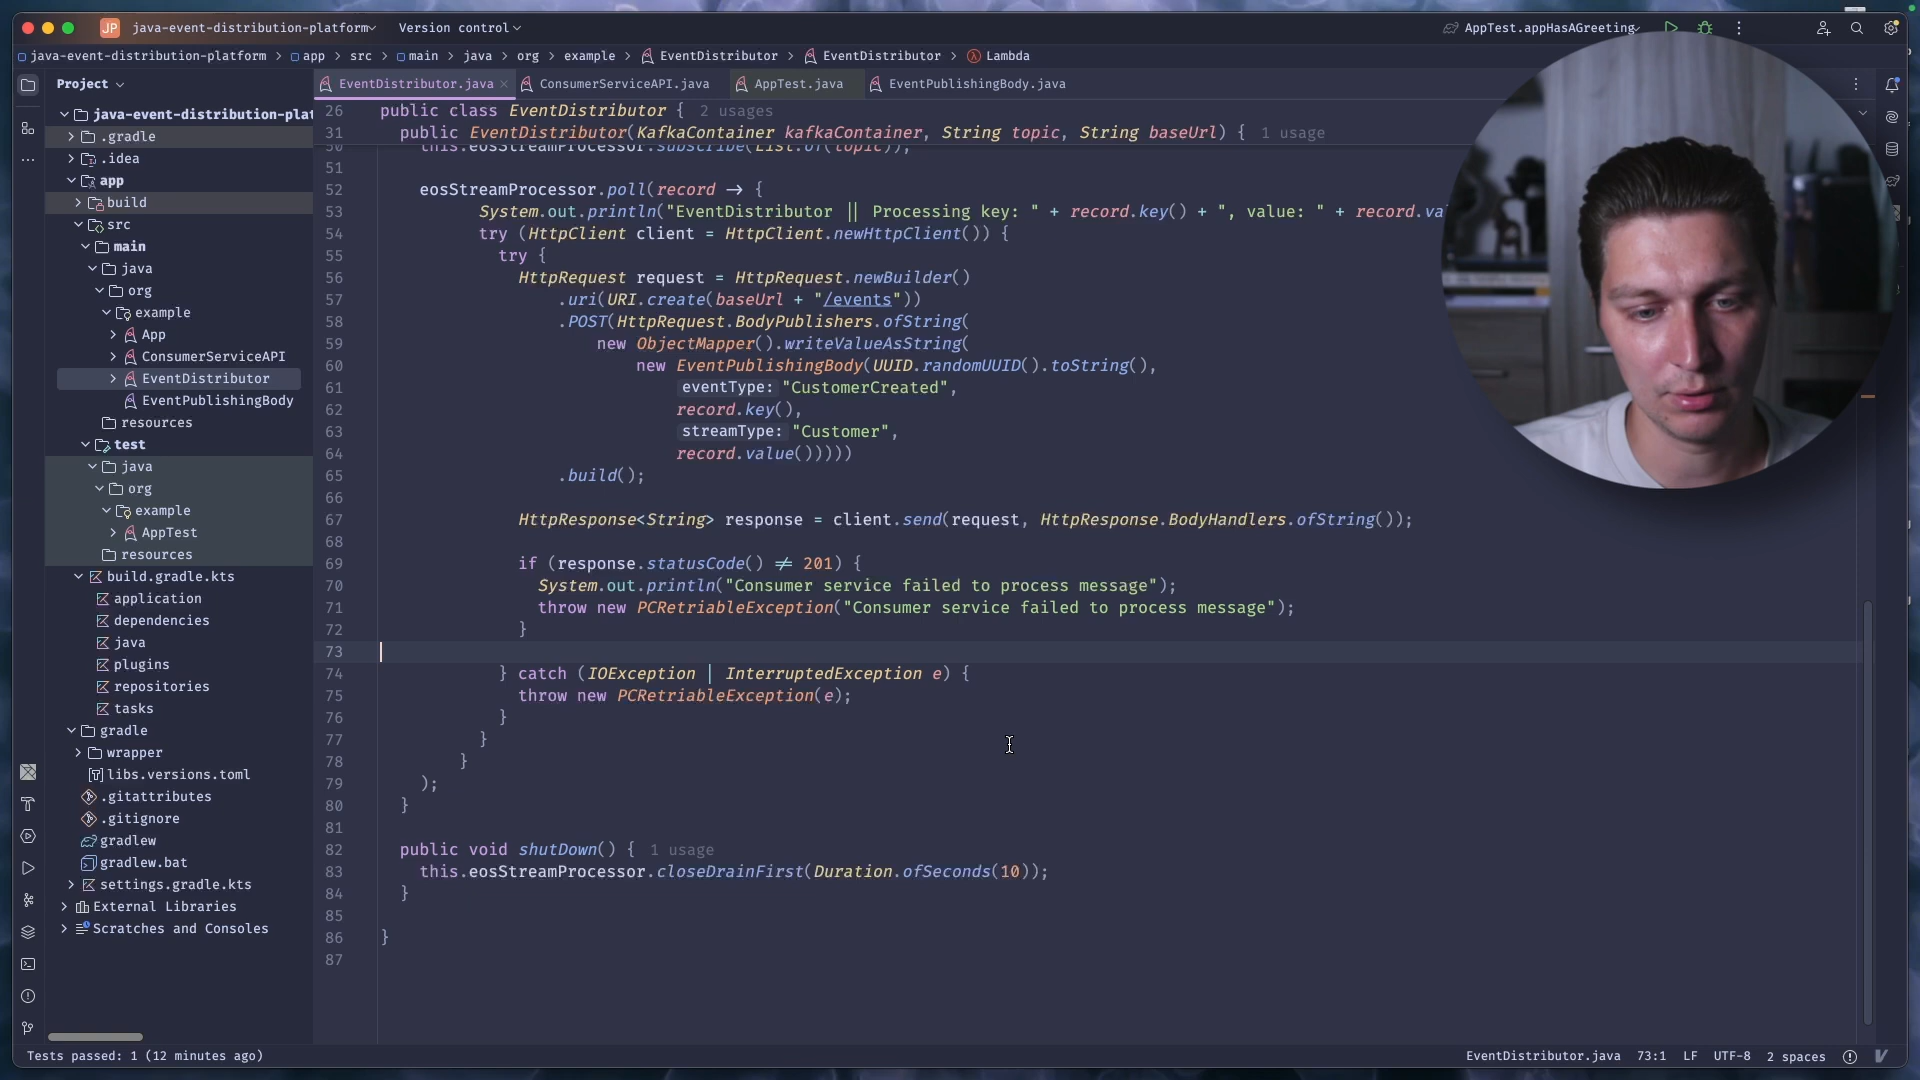 JP java-event-distribution-platform Version control AppTest.appHasAGreeting
java-event-distribution-platform > app > src > main > java > org > example > EventDistributor > EventDistributor > Lambda
Project EventDistributor.java ConsumerServiceAPI.java AppTest.java EventPublishingBody.java
java-event-distribution-plat
.gradle
.idea
app
build
src
main
java
org
example
App
ConsumerServiceAPI
EventDistributor
EventPublishingBody
resources
test
java
org
example
AppTest
resources
build.gradle.kts
application
dependencies
java
plugins
repositories
tasks
gradle
wrapper
libs.versions.toml
.gitattributes
.gitignore
gradlew
gradlew.bat
settings.gradle.kts
External Libraries
Scratches and Consoles
26 public class EventDistributor { 2 usages
31 public EventDistributor(KafkaContainer kafkaContainer, String topic, String baseUrl) { 1 usage
50 this.eosStreamProcessor.subscribe(List.of(topic));
51
52 eosStreamProcessor.poll(record -> {
53 System.out.println("EventDistributor || Processing key: " + record.key() + ", value: " + record.va
54 try (HttpClient client = HttpClient.newHttpClient()) {
55 try {
56 HttpRequest request = HttpRequest.newBuilder()
57 .uri(URI.create(baseUrl + "/events"))
58 .POST(HttpRequest.BodyPublishers.ofString(
59 new ObjectMapper().writeValueAsString(
60 new EventPublishingBody(UUID.randomUUID().toString(),
61 eventType: "CustomerCreated",
62 record.key(),
63 streamType: "Customer",
64 record.value()))))
65 .build();
66
67 HttpResponse<String> response = client.send(request, HttpResponse.BodyHandlers.ofString());
68
69 if (response.statusCode() ≠ 201) {
70 System.out.println("Consumer service failed to process message");
71 throw new PCRetriableException("Consumer service failed to process message");
72 }
73
74 } catch (IOException | InterruptedException e) {
75 throw new PCRetriableException(e);
76 }
77 }
78 }
79 );
80 }
81
82 public void shutDown() { 1 usage
83 this.eosStreamProcessor.closeDrainFirst(Duration.ofSeconds(10));
84 }
85
86 }
87
Tests passed: 1 (12 minutes ago) EventDistributor.java 73:1 LF UTF-8 2 spaces